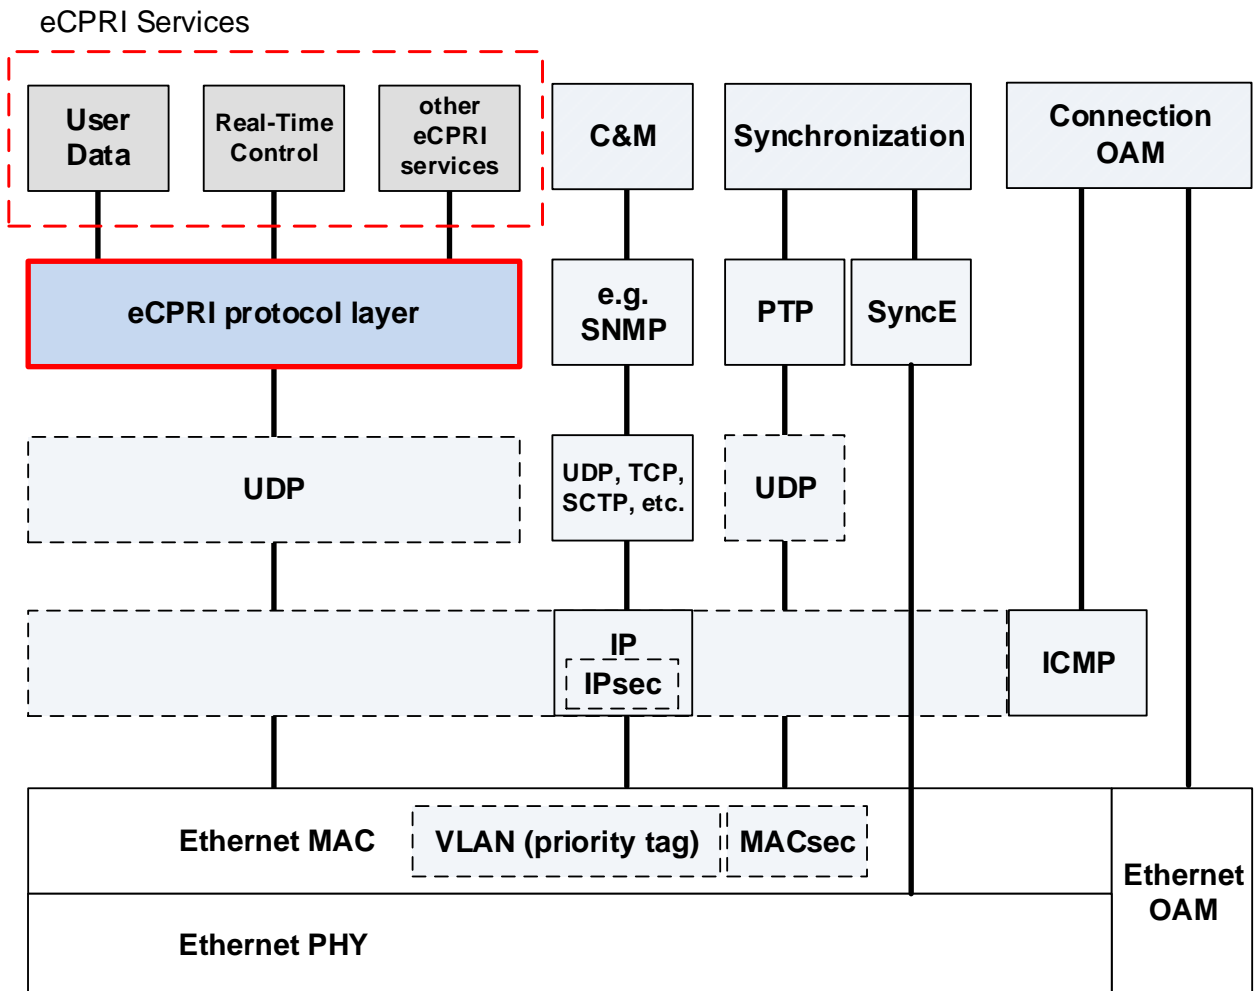 eCPRI Services
User
Data
Real-Time
Control
other
eCPRI
services
C&M
Synchronization
Connection
OAM
eCPRI protocol layer
e.g.
SNMP
PTP
SyncE
UDP
UDP, TCP,
SCTP, etc.
UDP
IP
IPsec
ICMP
Ethernet MAC
VLAN (priority tag)
MACsec
Ethernet
OAM
Ethernet PHY